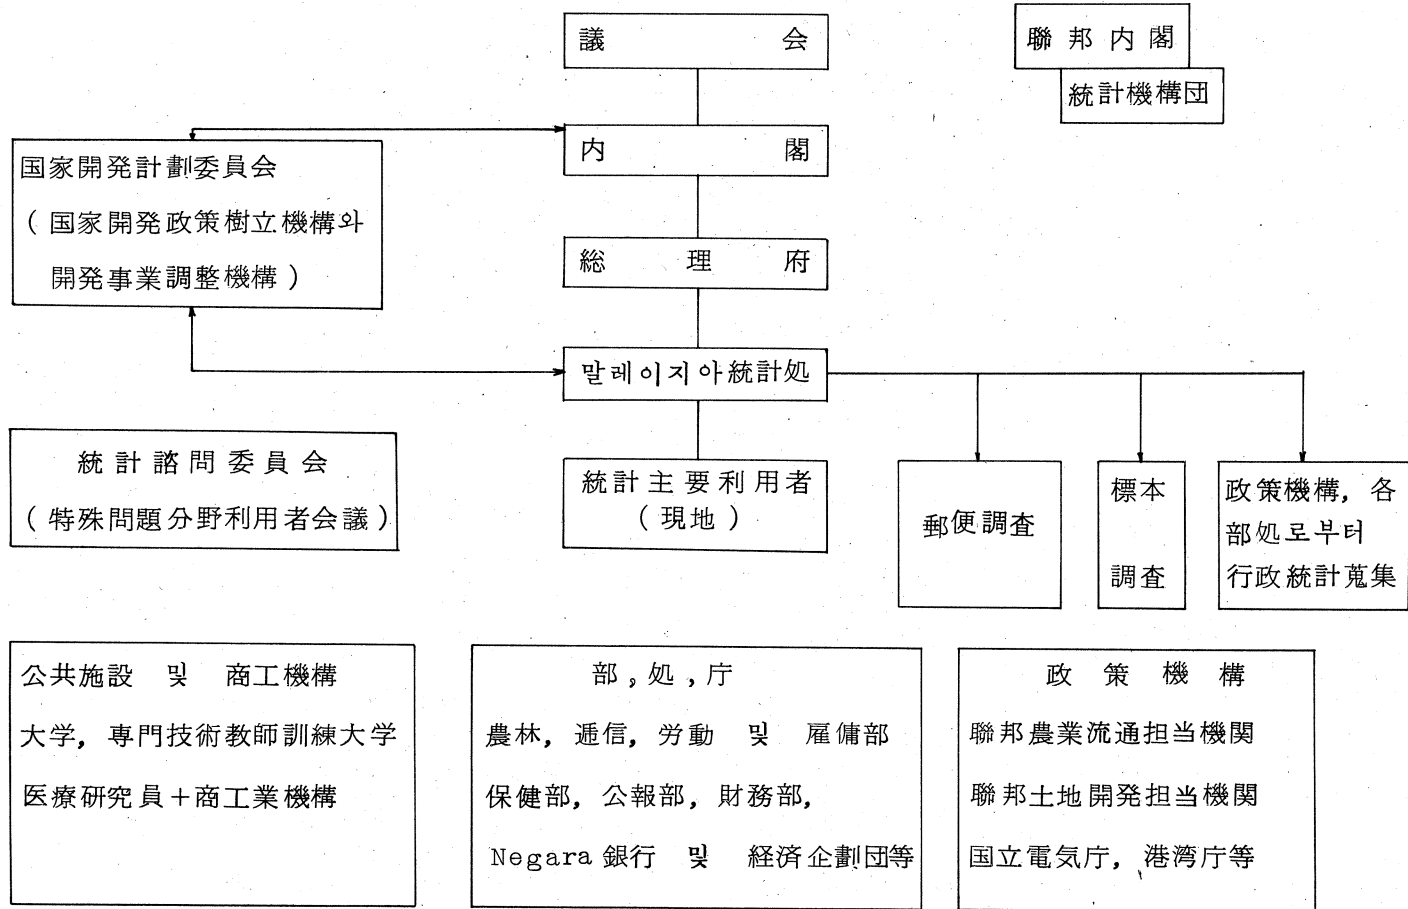 議会
聯邦内閣
統計機構団
内閣
国家開発計劃委員会
( 国家開発政策樹立機構와
開発事業調整機構 )
総理府
말레이지아統計処
統計諮問委員会
( 特殊問題分野利用者会議 )
統計主要利用者
( 現地 )
郵便調査
標本
調査
政策機構, 各
部処로부터
行政統計蒐集
公共施設 및 商工機構
大学, 専門技術教師訓練大学
医療研究員+商工業機構
部,処,庁
農林, 逓信, 労動 및 雇傭部
保健部, 公報部, 財務部,
Negara 銀行 및 経済企劃団等
政策機構
聯邦農業流通担当機関
聯邦土地開発担当機関
国立電気庁, 港湾庁等